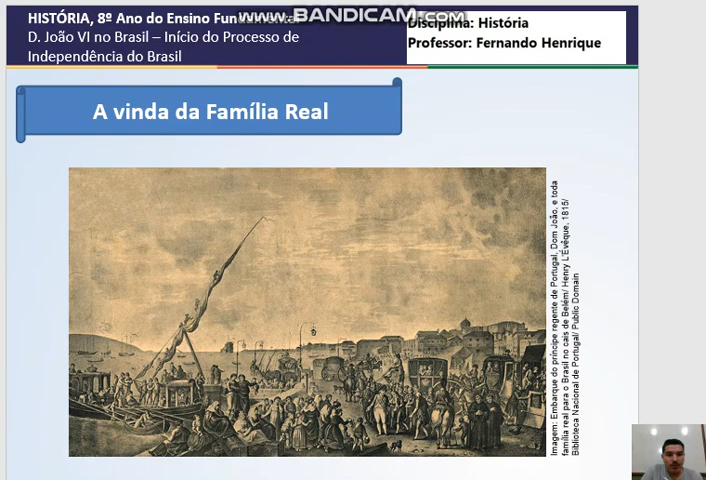 www.BANDICAM.com
HISTÓRIA, 8º Ano do Ensino Fundamental
D. João VI no Brasil – Início do Processo de
Independência do Brasil
Disciplina: História
Professor: Fernando Henrique
A vinda da Família Real
Imagem: Embarque do príncipe regente de Portugal, Dom João, e toda
família real para o Brasil no cais de Belém/ Henry L'Évêque, 1815/
Biblioteca Nacional de Portugal/ Public Domain